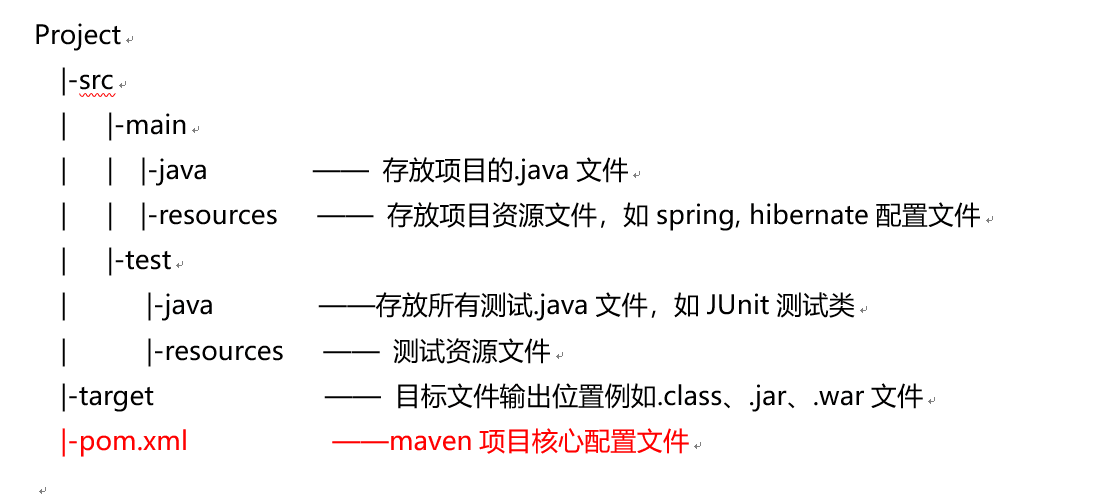 Project
|-src
| |-main
| | |-java —— 存放项目的.java 文件
| | |-resources —— 存放项目资源文件，如 spring, hibernate 配置文件
| |-test
| |-java ——存放所有测试.java 文件，如 JUnit 测试类
| |-resources —— 测试资源文件
|-target —— 目标文件输出位置例如.class、.jar、.war 文件
|-pom.xml ——maven 项目核心配置文件